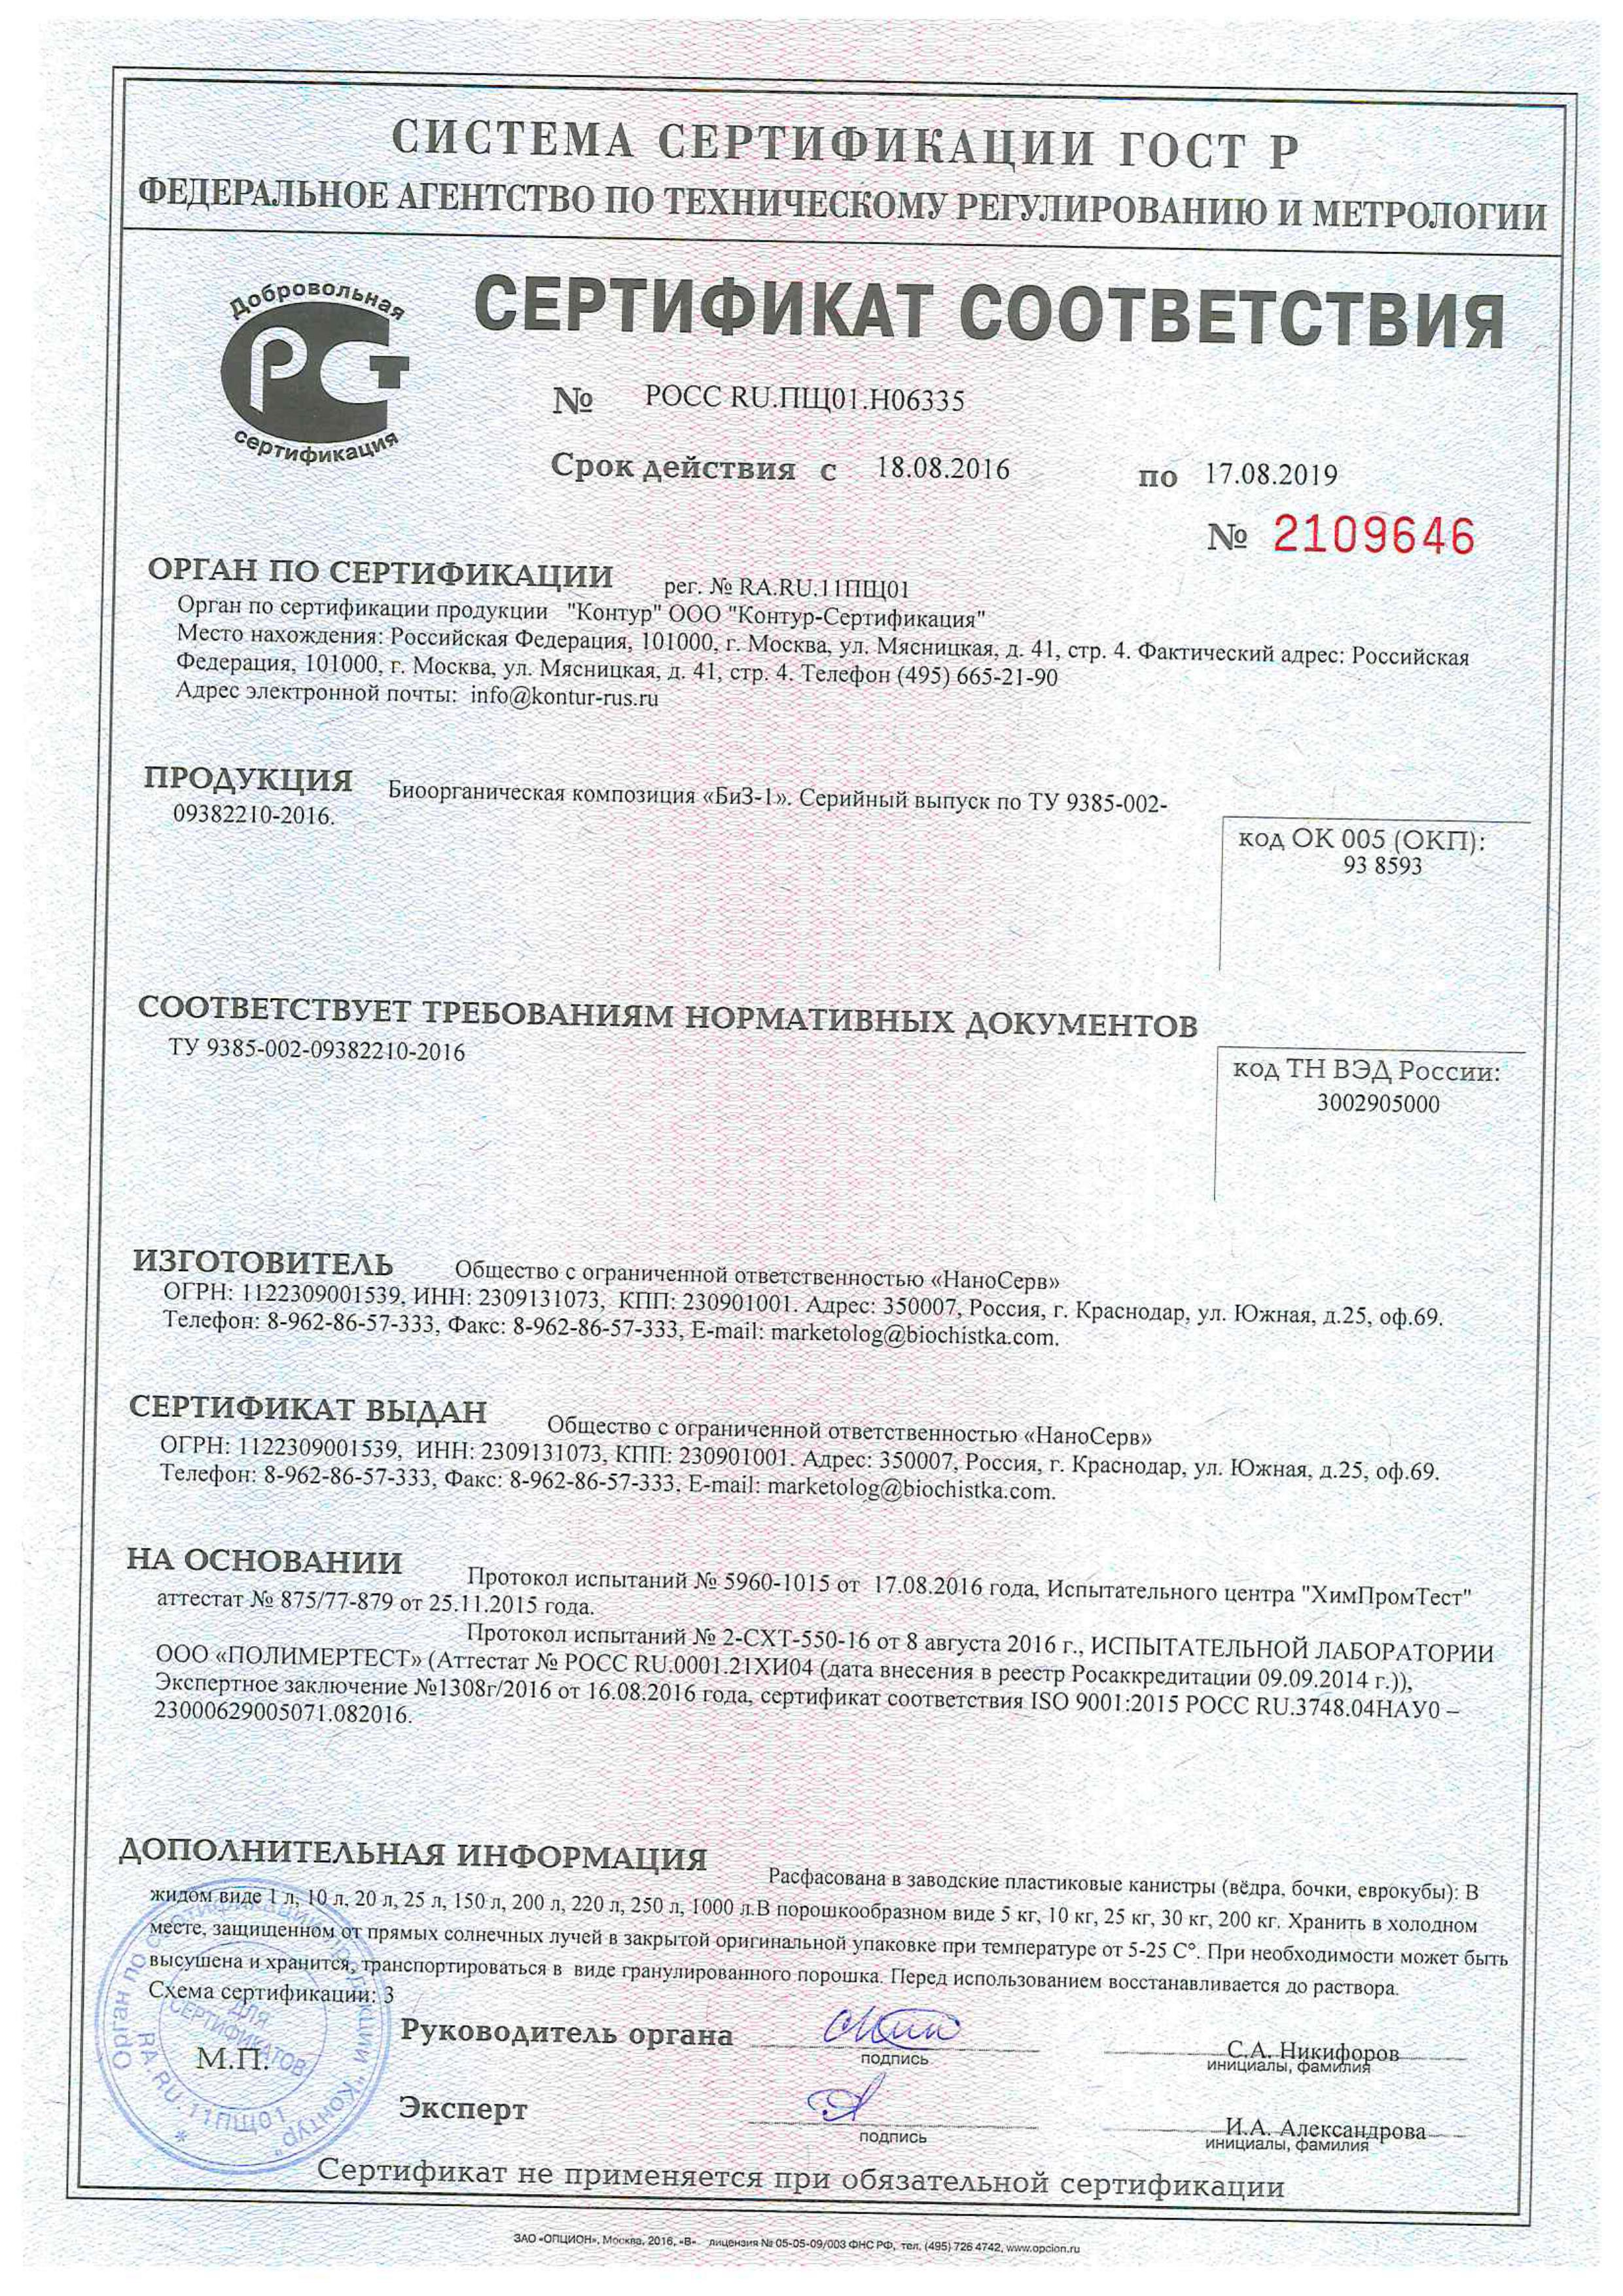 СИСТЕМА СЕРТИФИКАЦИИ ГОСТ Р
ФЕДЕРАЛЬНОЕ АГЕНТСТВО ПО ТЕХНИЧЕСКОМУ РЕГУЛИРОВАНИЮ И МЕТРОЛОГИИ
Добровольная
РСТ
сертификация
СЕРТИФИКАТ СООТВЕТСТВИЯ
№ РОСС RU.ПЩ01.Н06335
Срок действия с 18.08.2016 по 17.08.2019
№ 2109646
ОРГАН ПО СЕРТИФИКАЦИИ рег. № RA.RU.11ПЩ01
Орган по сертификации продукции "Контур" ООО "Контур-Сертификация"
Место нахождения: Российская Федерация, 101000, г. Москва, ул. Мясницкая, д. 41, стр. 4. Фактический адрес: Российская
Федерация, 101000, г. Москва, ул. Мясницкая, д. 41, стр. 4. Телефон (495) 665-21-90
Адрес электронной почты: info@kontur-rus.ru
ПРОДУКЦИЯ Биоорганическая композиция «БиЗ-1». Серийный выпуск по ТУ 9385-002-
09382210-2016.
код ОК 005 (ОКП):
93 8593
СООТВЕТСТВУЕТ ТРЕБОВАНИЯМ НОРМАТИВНЫХ ДОКУМЕНТОВ
ТУ 9385-002-09382210-2016
код ТН ВЭД России:
3002905000
ИЗГОТОВИТЕЛЬ Общество с ограниченной ответственностью «НаноСерв»
ОГРН: 1122309001539, ИНН: 2309131073, КПП: 230901001. Адрес: 350007, Россия, г. Краснодар, ул. Южная, д.25, оф.69.
Телефон: 8-962-86-57-333, Факс: 8-962-86-57-333, E-mail: marketolog@biochistka.com.
СЕРТИФИКАТ ВЫДАН Общество с ограниченной ответственностью «НаноСерв»
ОГРН: 1122309001539, ИНН: 2309131073, КПП: 230901001. Адрес: 350007, Россия, г. Краснодар, ул. Южная, д.25, оф.69.
Телефон: 8-962-86-57-333, Факс: 8-962-86-57-333, E-mail: marketolog@biochistka.com.
НА ОСНОВАНИИ Протокол испытаний № 5960-1015 от 17.08.2016 года, Испытательного центра "ХимПромТест"
аттестат № 875/77-879 от 25.11.2015 года.
Протокол испытаний № 2-СХТ-550-16 от 8 августа 2016 г., ИСПЫТАТЕЛЬНОЙ ЛАБОРАТОРИИ
ООО «ПОЛИМЕРТЕСТ» (Аттестат № РОСС RU.0001.21ХИ04 (дата внесения в реестр Росаккредитации 09.09.2014 г.)),
Экспертное заключение №1308г/2016 от 16.08.2016 года, сертификат соответствия ISO 9001:2015 РОСС RU.3748.04НАУ0 –
23000629005071.082016.
ДОПОЛНИТЕЛЬНАЯ ИНФОРМАЦИЯ Расфасована в заводские пластиковые канистры (вёдра, бочки, еврокубы): В
жидом виде 1 л, 10 л, 20 л, 25 л, 150 л, 200 л, 220 л, 250 л, 1000 л.В порошкообразном виде 5 кг, 10 кг, 25 кг, 30 кг, 200 кг. Хранить в холодном
месте, защищенном от прямых солнечных лучей в закрытой оригинальной упаковке при температуре от 5-25 С°. При необходимости может быть
высушена и хранится, транспортироваться в виде гранулированного порошка. Перед использованием восстанавливается до раствора.
Схема сертификации: 3
Руководитель органа
подпись
С.А. Никифоров
инициалы, фамилия
М.П.
Эксперт
подпись
И.А. Александрова
инициалы, фамилия
Орган по сертификации продукции "Контур"
RA.RU.11ПЩ01
ДЛЯ
СЕРТИФИКАТОВ
Сертификат не применяется при обязательной сертификации
ЗАО «ОПЦИОН», Москва, 2016, «В» лицензия № 05-05-09/003 ФНС РФ, тел. (495) 726 4742, www.opcion.ru